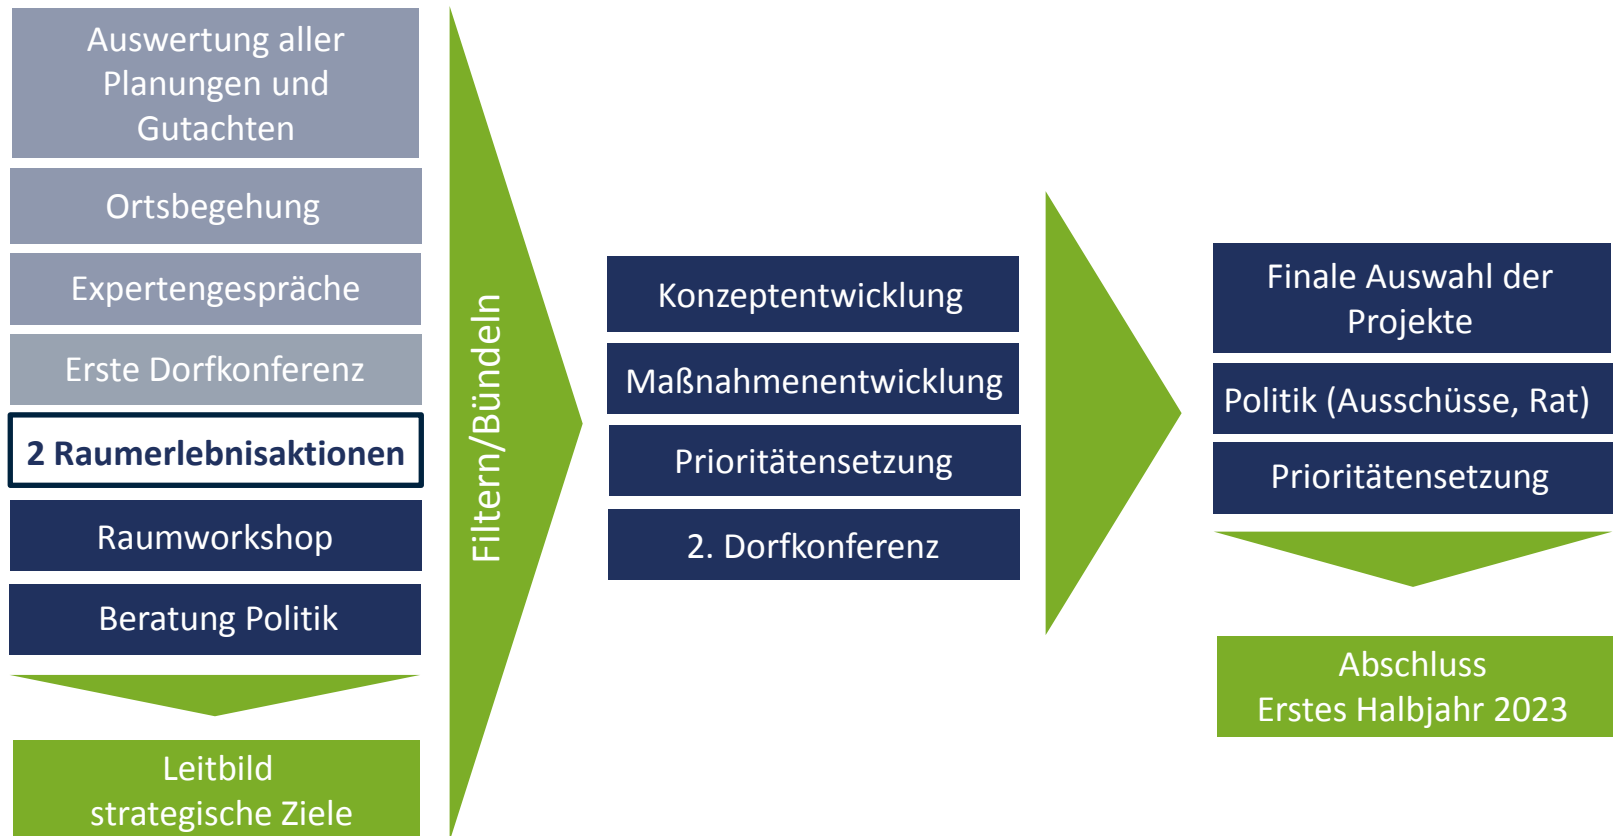 Auswertung aller
Planungen und
Gutachten
Ortsbegehung
Expertengespräche
Erste Dorfkonferenz
2 Raumerlebnisaktionen
Raumworkshop
Beratung Politik
Leitbild
strategische Ziele
Filtern/Bündeln
Konzeptentwicklung
Maßnahmenentwicklung
Prioritätensetzung
2. Dorfkonferenz
Finale Auswahl der
Projekte
Politik (Ausschüsse, Rat)
Prioritätensetzung
Abschluss
Erstes Halbjahr 2023